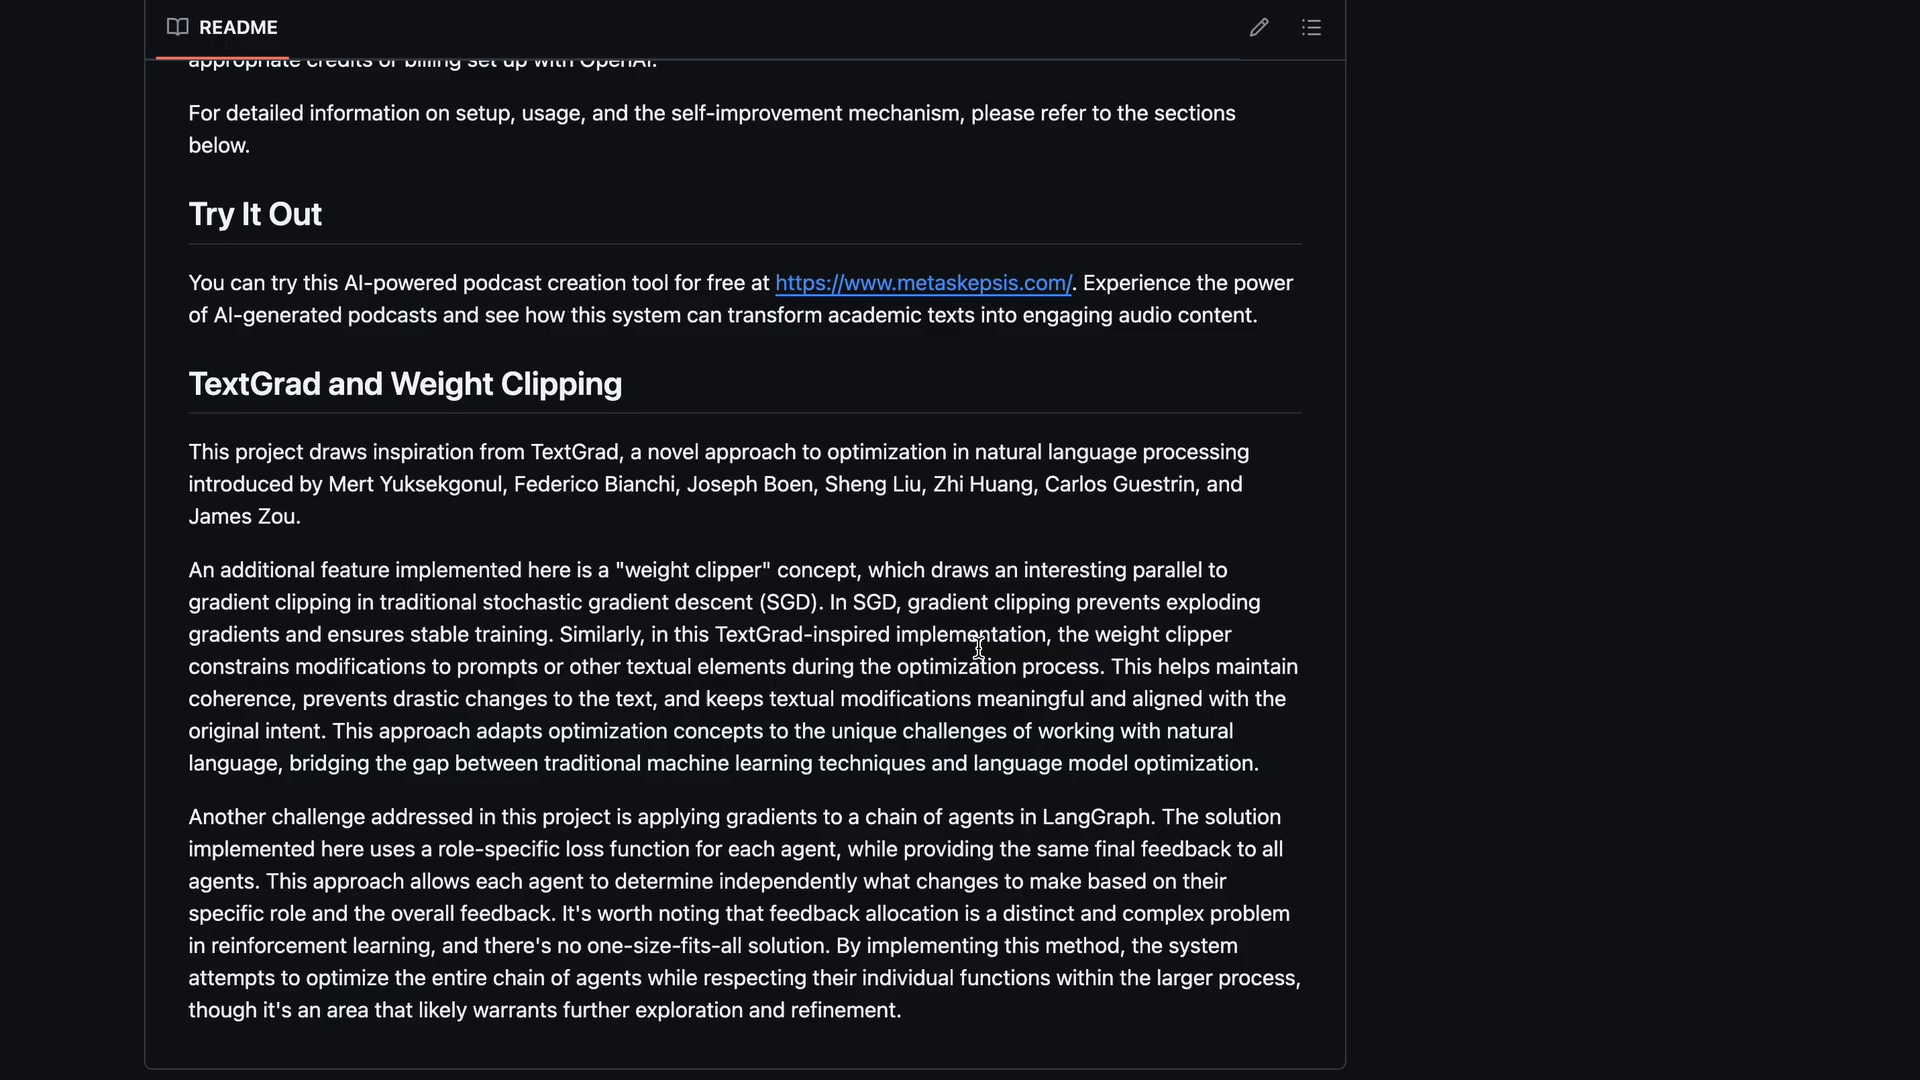 README
appropriate credits or billing set up with OpenAI.
For detailed information on setup, usage, and the self-improvement mechanism, please refer to the sections
below.
Try It Out
You can try this AI-powered podcast creation tool for free at https://www.metaskepsis.com/. Experience the power
of AI-generated podcasts and see how this system can transform academic texts into engaging audio content.
TextGrad and Weight Clipping
This project draws inspiration from TextGrad, a novel approach to optimization in natural language processing
introduced by Mert Yuksekgonul, Federico Bianchi, Joseph Boen, Sheng Liu, Zhi Huang, Carlos Guestrin, and
James Zou.
An additional feature implemented here is a "weight clipper" concept, which draws an interesting parallel to
gradient clipping in traditional stochastic gradient descent (SGD). In SGD, gradient clipping prevents exploding
gradients and ensures stable training. Similarly, in this TextGrad-inspired implementation, the weight clipper
constrains modifications to prompts or other textual elements during the optimization process. This helps maintain
coherence, prevents drastic changes to the text, and keeps textual modifications meaningful and aligned with the
original intent. This approach adapts optimization concepts to the unique challenges of working with natural
language, bridging the gap between traditional machine learning techniques and language model optimization.
Another challenge addressed in this project is applying gradients to a chain of agents in LangGraph. The solution
implemented here uses a role-specific loss function for each agent, while providing the same final feedback to all
agents. This approach allows each agent to determine independently what changes to make based on their
specific role and the overall feedback. It's worth noting that feedback allocation is a distinct and complex problem
in reinforcement learning, and there's no one-size-fits-all solution. By implementing this method, the system
attempts to optimize the entire chain of agents while respecting their individual functions within the larger process,
though it's an area that likely warrants further exploration and refinement.